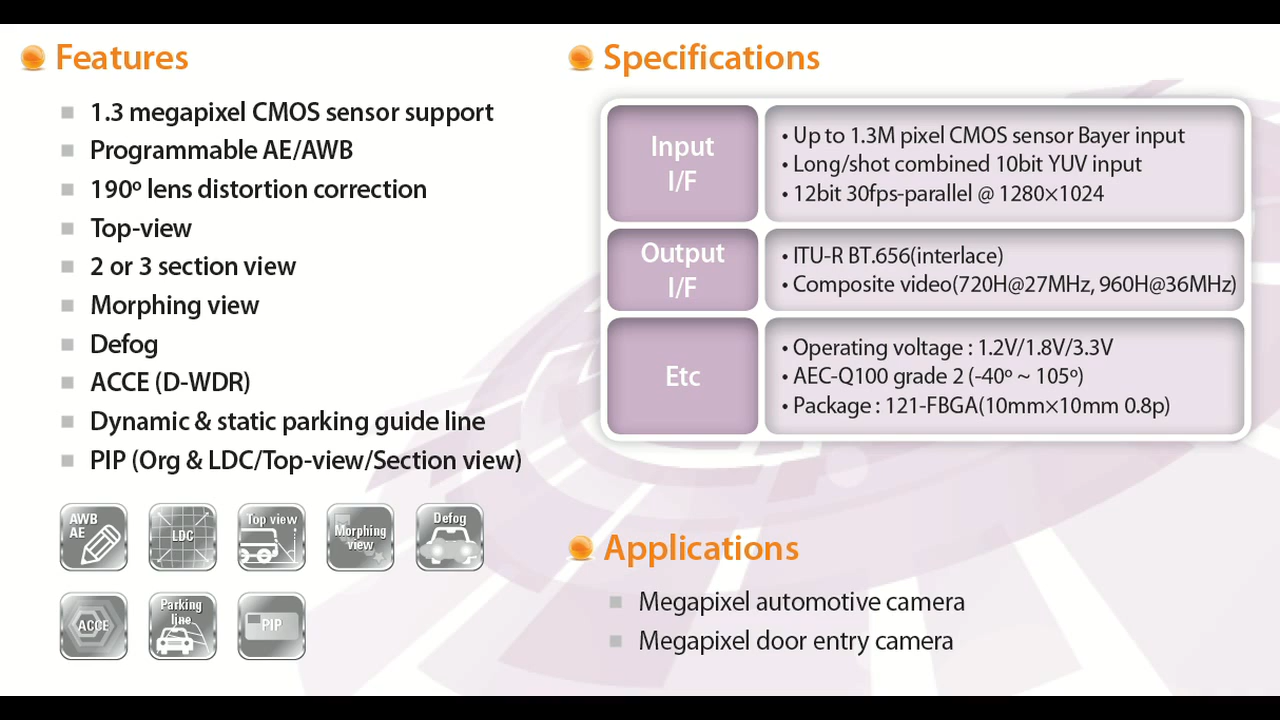 Features
1.3 megapixel CMOS sensor support
Programmable AE/AWB
190º lens distortion correction
Top-view
2 or 3 section view
Morphing view
Defog
ACCE (D-WDR)
Dynamic & static parking guide line
PIP (Org & LDC/Top-view/Section view)
AWB
AE
LDC
Top view
Morphing
view
Defog
ACCE
Parking
line
PIP
Specifications
Input
I/F
• Up to 1.3M pixel CMOS sensor Bayer input
• Long/shot combined 10bit YUV input
• 12bit 30fps-parallel @ 1280×1024
Output
I/F
• ITU-R BT.656(interlace)
• Composite video(720H@27MHz, 960H@36MHz)
Etc
• Operating voltage : 1.2V/1.8V/3.3V
• AEC-Q100 grade 2 (-40º ~ 105º)
• Package : 121-FBGA(10mm×10mm 0.8p)
Applications
Megapixel automotive camera
Megapixel door entry camera